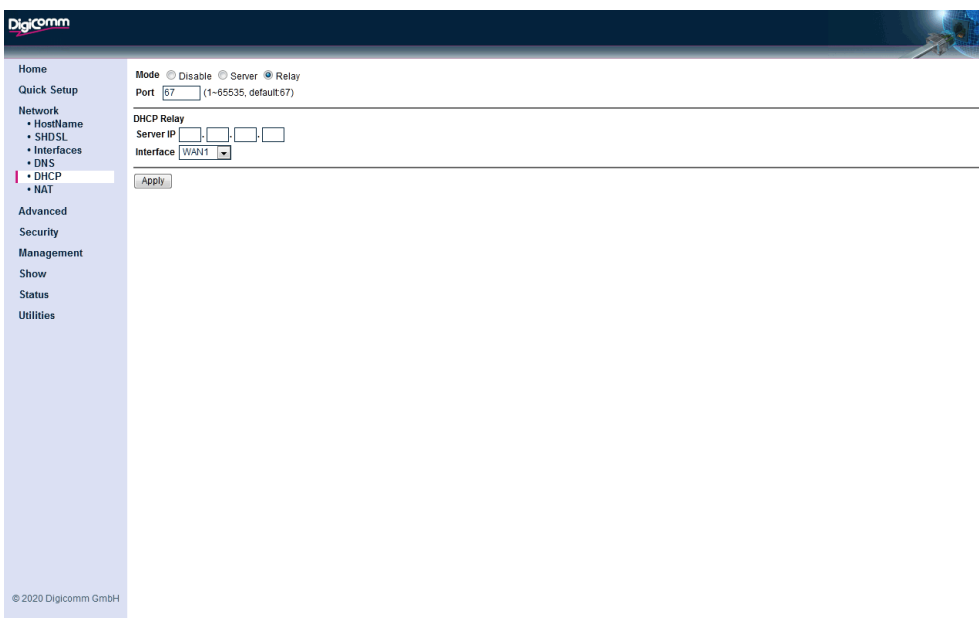 Digicomm
Home
Quick Setup
Network
• HostName
• SHDSL
• Interfaces
• DNS
• DHCP
• NAT
Advanced
Security
Management
Show
Status
Utilities
© 2020 Digicomm GmbH
Mode Disable Server Relay
Port 67 (1~65535, default:67)
DHCP Relay
Server IP . . .
Interface WAN1
Apply